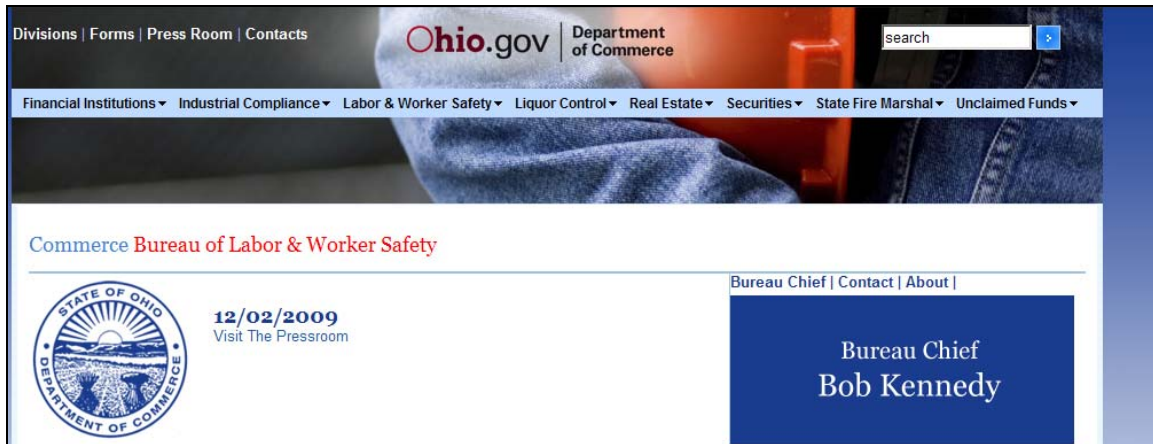 Divisions | Forms | Press Room | Contacts
Ohio.gov | Department of Commerce
search
Financial Institutions Industrial Compliance Labor & Worker Safety Liquor Control Real Estate Securities State Fire Marshal Unclaimed Funds
Commerce Bureau of Labor & Worker Safety
Bureau Chief | Contact | About |
STATE OF OHIO
DEPARTMENT OF COMMERCE
12/02/2009
Visit The Pressroom
Bureau Chief
Bob Kennedy